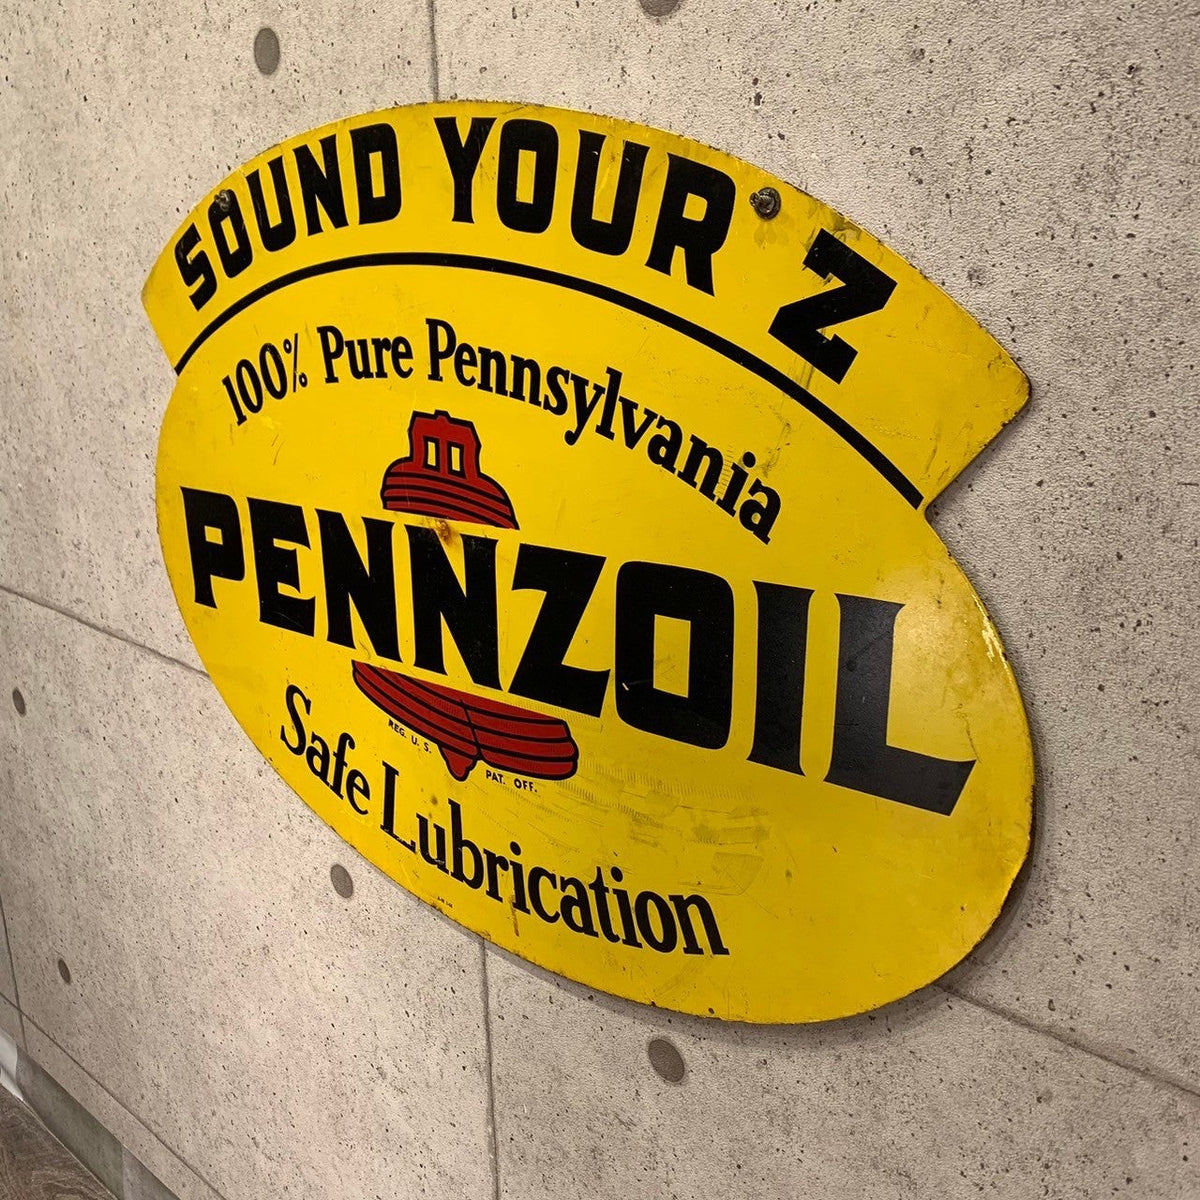 SOUND YOUR Z
100% Pure Pennsylvania
PENNZOIL
REG. U. S. PAT. OFF.
Safe Lubrication